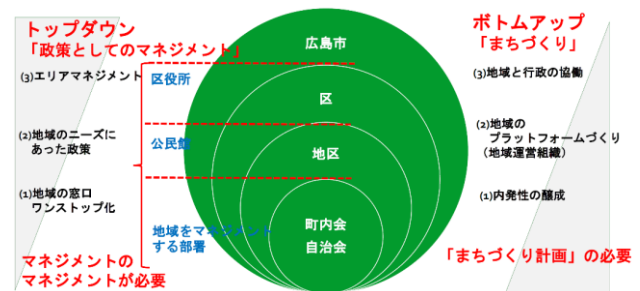 トップダウン
「政策としてのマネジメント」
(3)エリアマネジメント
(2)地域のニーズに
あった政策
(1)地域の窓口
ワンストップ化
マネジメントの
マネジメントが必要
区役所
公民館
地域をマネジメント
する部署
広島市
区
地区
町内会
自治会
ボトムアップ
「まちづくり」
(3)地域と行政の協働
(2)地域の
プラットフォームづくり
（地域運営組織）
(1)内発性の醸成
「まちづくり計画」の必要